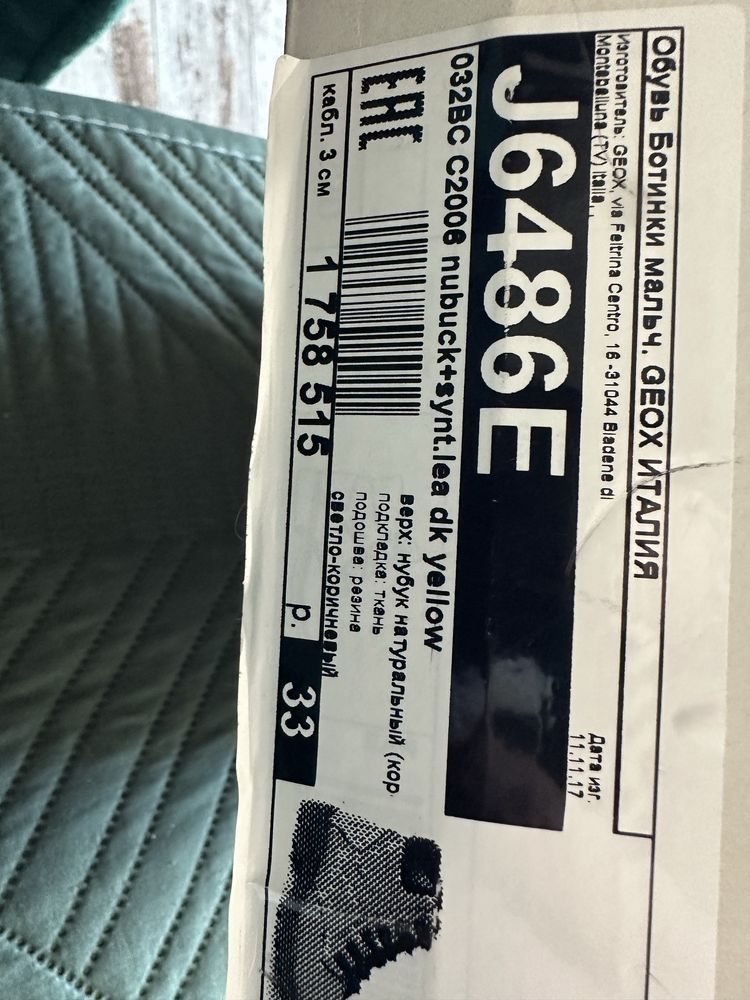 Обувь Ботинки мальч. GEOX ИТАЛИЯ
Изготовитель: GEOX, via Feltrina Centro, 16 -31044 Biadene di
Montebelluna (TV) Italia, .
Дата изг.
11.11.17
J6486E
032BC C2006 nubuck+synt.lea dk yellow
EAC
верх: нубук натуральный (кор.
подкладка: ткань
подошва: резина
светло-коричневый
кабл. 3 см
1 758 515
р. 33